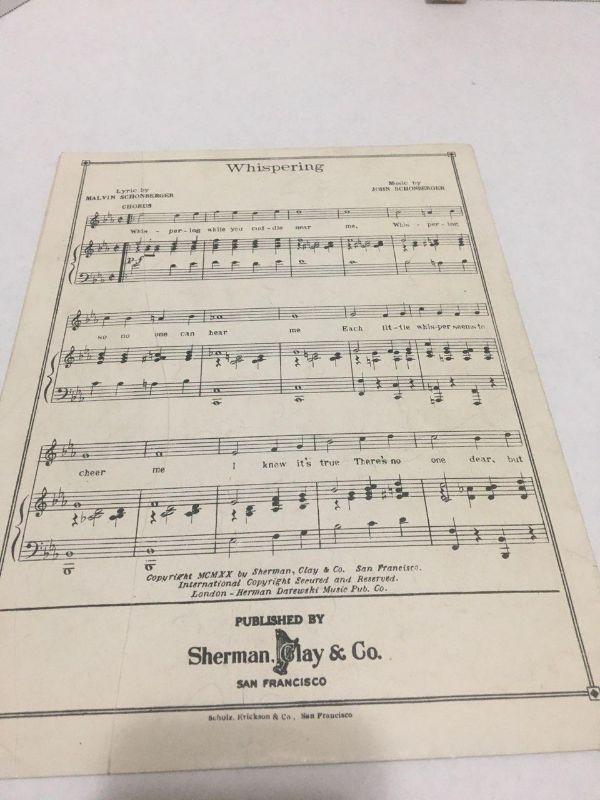 Whispering
Lyric by
MALVIN SCHONBERGER
Music by
JOHN SCHONBERGER
CHORUS
Whis - per-ing while you cud-dle near me, Whis - per-ing
so no one can hear me Each lit-tle whis-per seems to
cheer me I know it's true There's no one dear, but
Copyright MCMXX by Sherman, Clay & Co. San Francisco.
International Copyright Secured and Reserved.
London - Herman Darewski Music Pub. Co.
PUBLISHED BY
Sherman, Clay & Co.
SAN FRANCISCO
Scholz, Erickson & Co., San Francisco